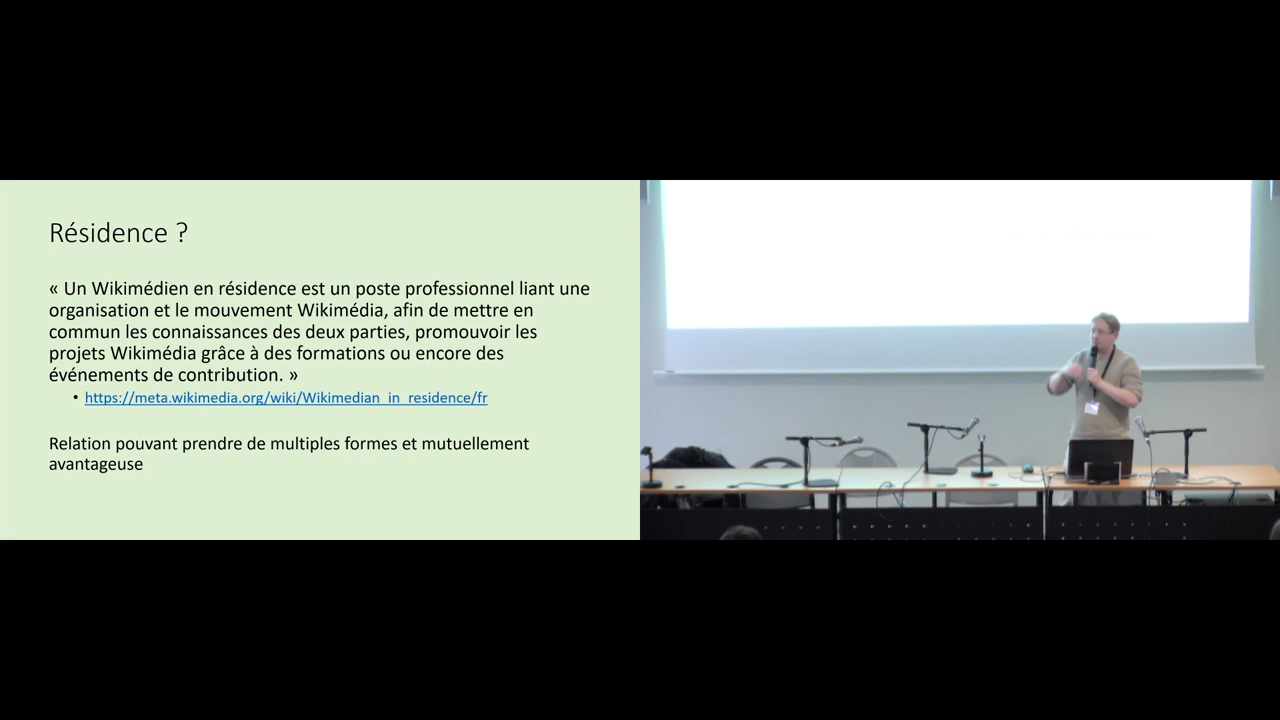 Résidence ?
« Un Wikimédien en résidence est un poste professionnel liant une
organisation et le mouvement Wikimédia, afin de mettre en
commun les connaissances des deux parties, promouvoir les
projets Wikimédia grâce à des formations ou encore des
événements de contribution. »
• https://meta.wikimedia.org/wiki/Wikimedian_in_residence/fr
Relation pouvant prendre de multiples formes et mutuellement
avantageuse